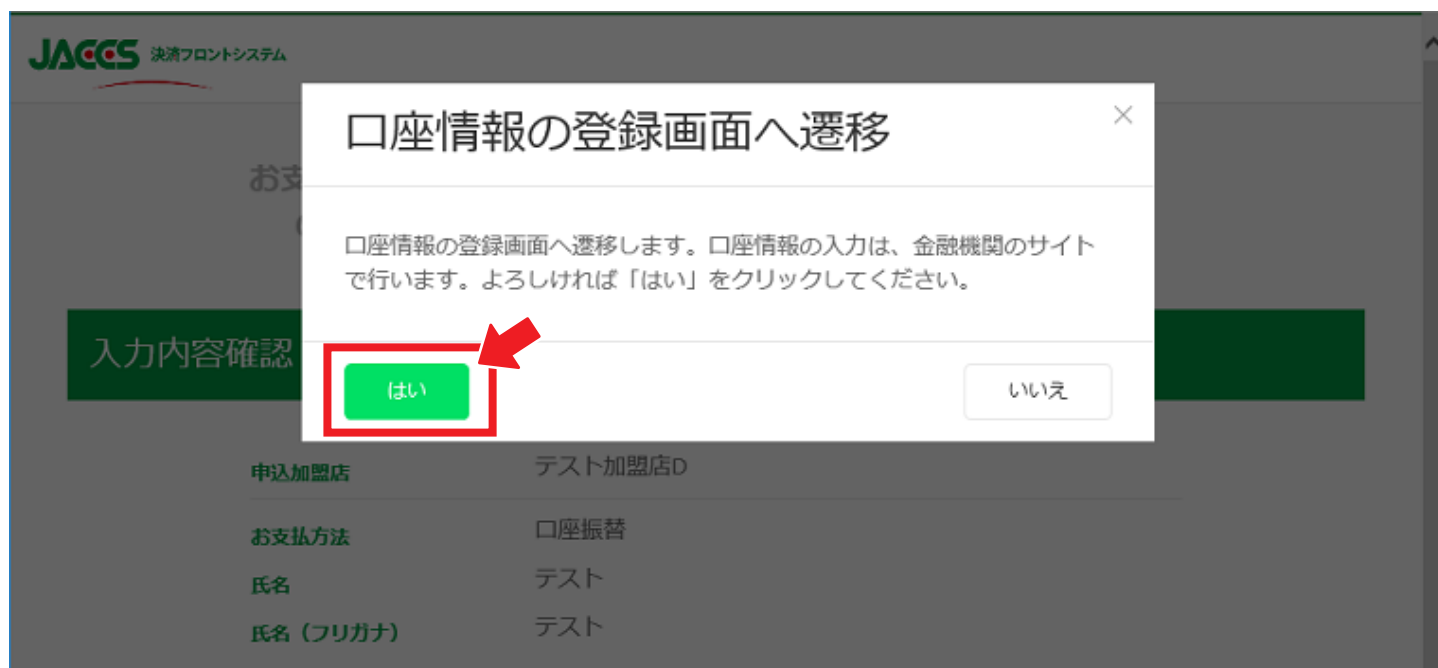 JACCS 決済フロントシステム
口座情報の登録画面へ遷移
×
お支
口座情報の登録画面へ遷移します。口座情報の入力は、金融機関のサイト
で行います。よろしければ「はい」をクリックしてください。
入力内容確認
はい
いいえ
申込加盟店 テスト加盟店D
お支払方法 口座振替
氏名 テスト
氏名（フリガナ） テスト